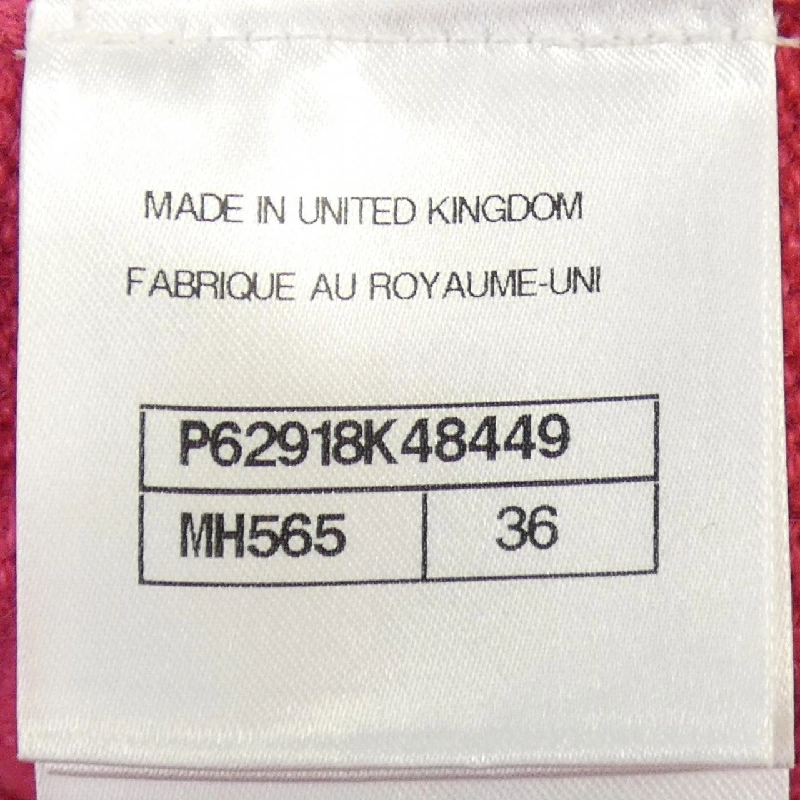 MADE IN UNITED KINGDOM
FABRIQUE AU ROYAUME-UNI
P62918K48449
MH565 36